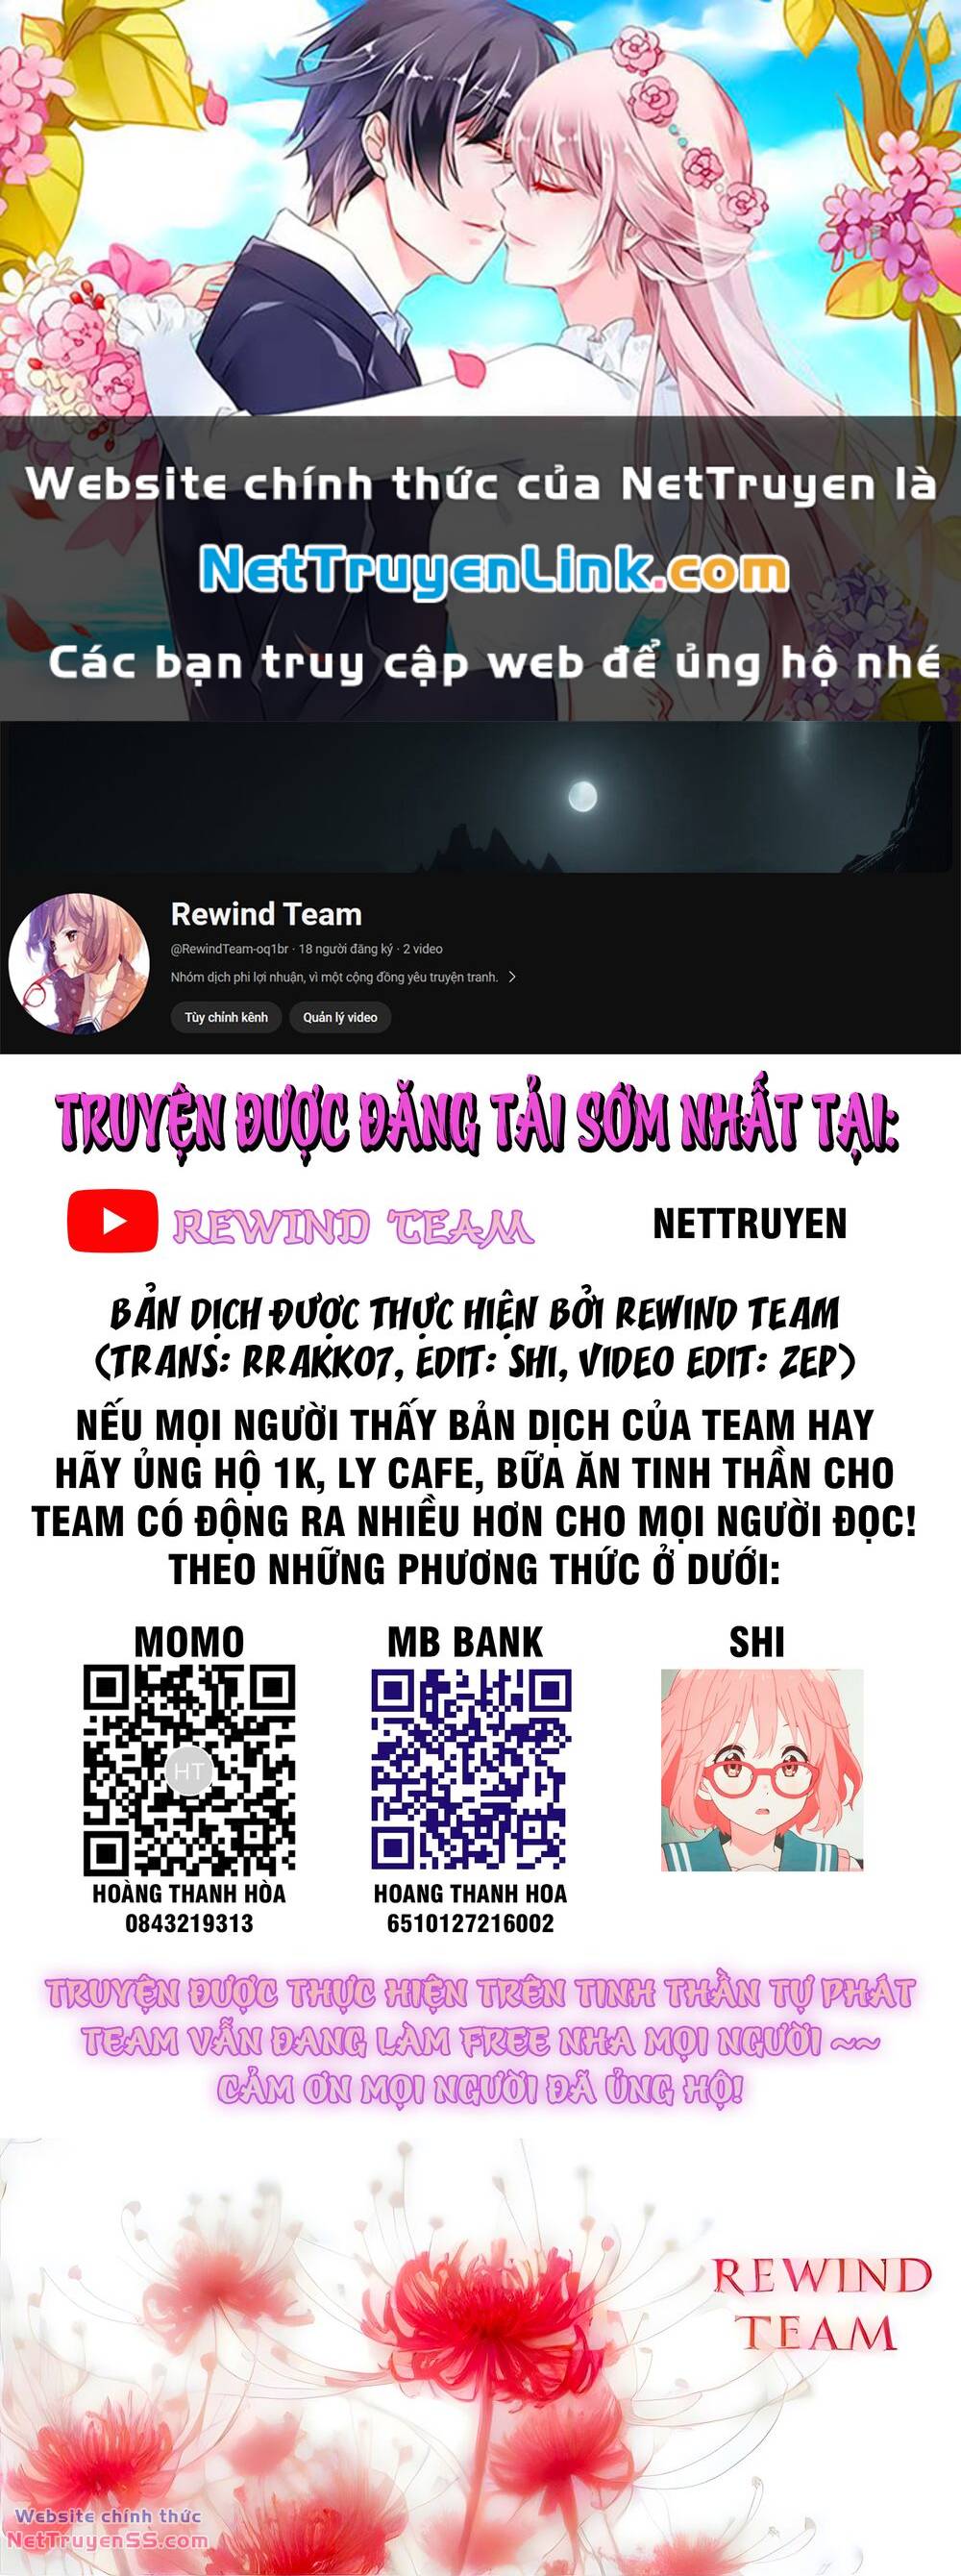 Website chính thức của NetTruyen là
NetTruyenLink.com
Các bạn truy cập web để ủng hộ nhé
Rewind Team
@RewindTeam-oq1br · 18 người đăng ký · 2 video
Nhóm dịch phi lợi nhuận, vì một cộng đồng yêu truyện tranh.
Tùy chỉnh kênh Quản lý video
TRUYỆN ĐƯỢC ĐĂNG TẢI SỚM NHẤT TẠI:
REWIND TEAM NETTRUYEN
BẢN DỊCH ĐƯỢC THỰC HIỆN BỞI REWIND TEAM
(TRANS: RRAKKO7, EDIT: SHI, VIDEO EDIT: ZEP)
NẾU MỌI NGƯỜI THẤY BẢN DỊCH CỦA TEAM HAY
HÃY ỦNG HỘ 1K, LY CAFE, BỮA ĂN TINH THẦN CHO
TEAM CÓ ĐỘNG RA NHIỀU HƠN CHO MỌI NGƯỜI ĐỌC!
THEO NHỮNG PHƯƠNG THỨC Ở DƯỚI:
MOMO MB BANK SHI
HT
HOÀNG THANH HÒA HOANG THANH HOA
0843219313 6510127216002
TRUYỆN ĐƯỢC THỰC HIỆN TRÊN TINH THẦN TỰ PHÁT
TEAM VẪN ĐANG LÀM FREE NHA MỌI NGƯỜI ~~
CẢM ƠN MỌI NGƯỜI ĐÃ ỦNG HỘ!
REWIND
TEAM
Website chính thức
NetTruyenSS.com